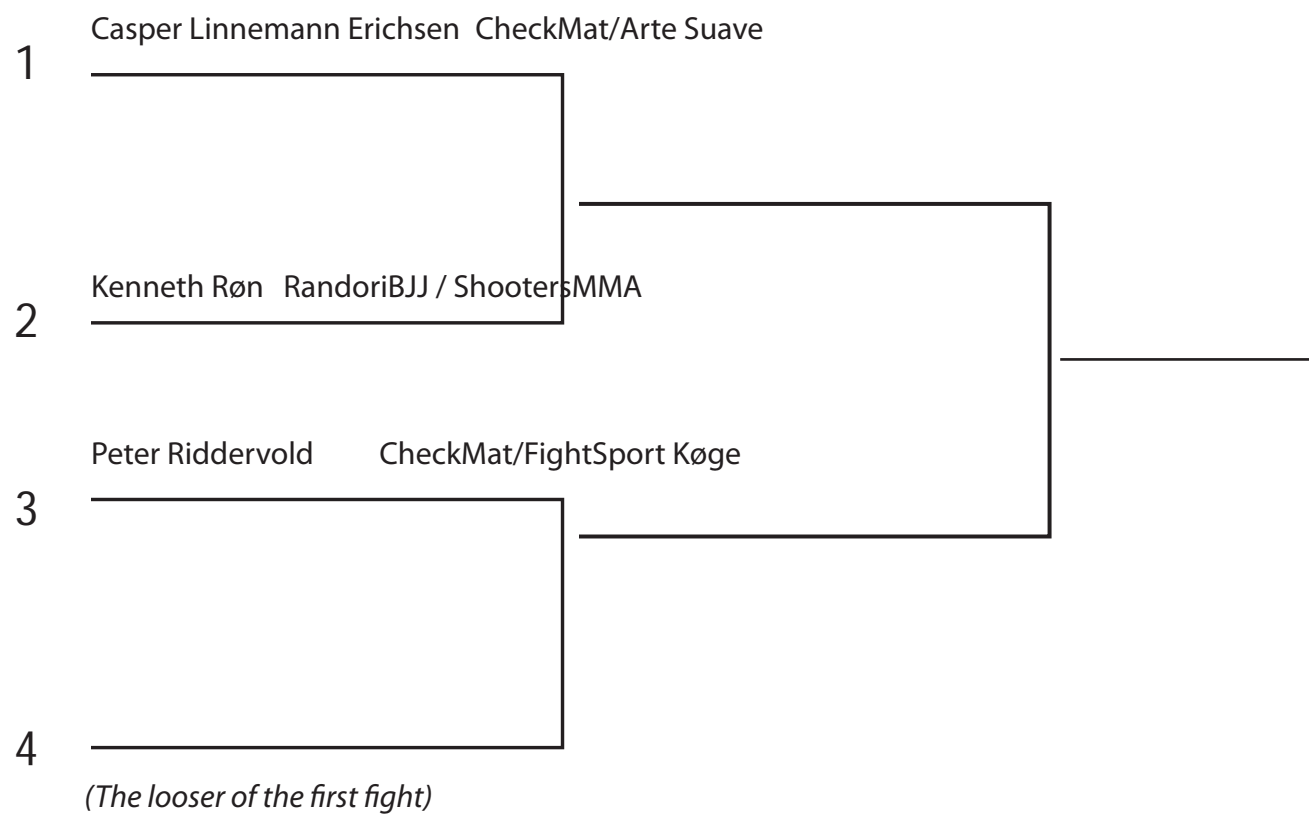 Casper Linnemann Erichsen CheckMat/Arte Suave
1
Kenneth Røn RandoriBJJ / ShootersMMA
2
Peter Riddervold CheckMat/FightSport Køge
3
4
(The looser of the first fight)